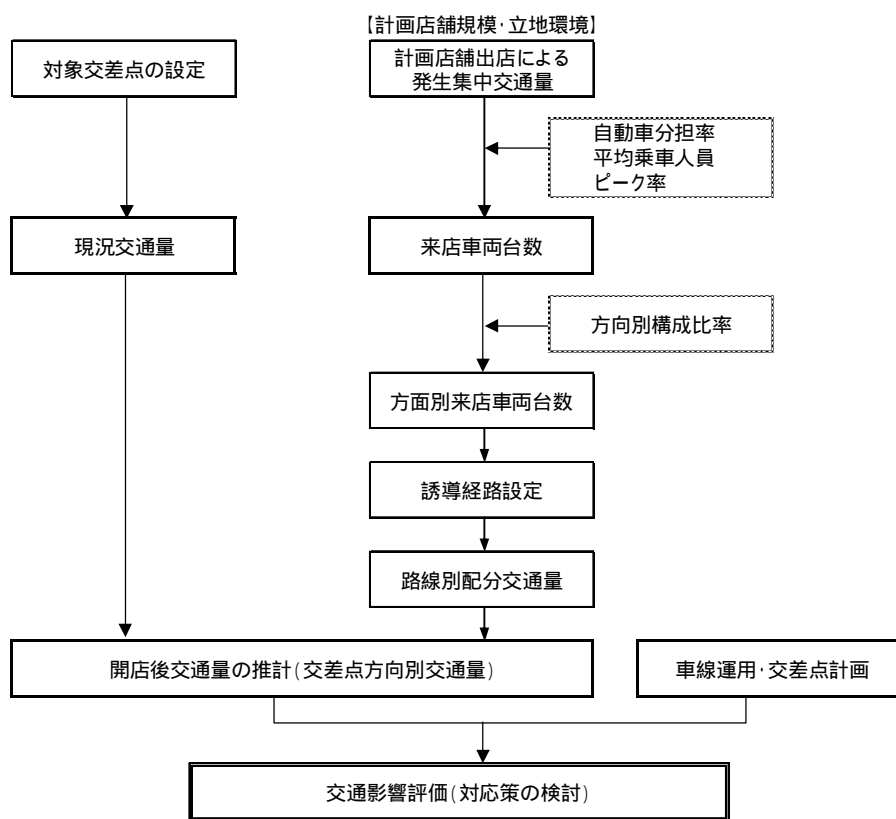 【計画店舗規模・立地環境】
対象交差点の設定
計画店舗出店による
発生集中交通量
自動車分担率
平均乗車人員
ピーク率
現況交通量
来店車両台数
方向別構成比率
方面別来店車両台数
誘導経路設定
路線別配分交通量
開店後交通量の推計(交差点方向別交通量)
車線運用・交差点計画
交通影響評価(対応策の検討)